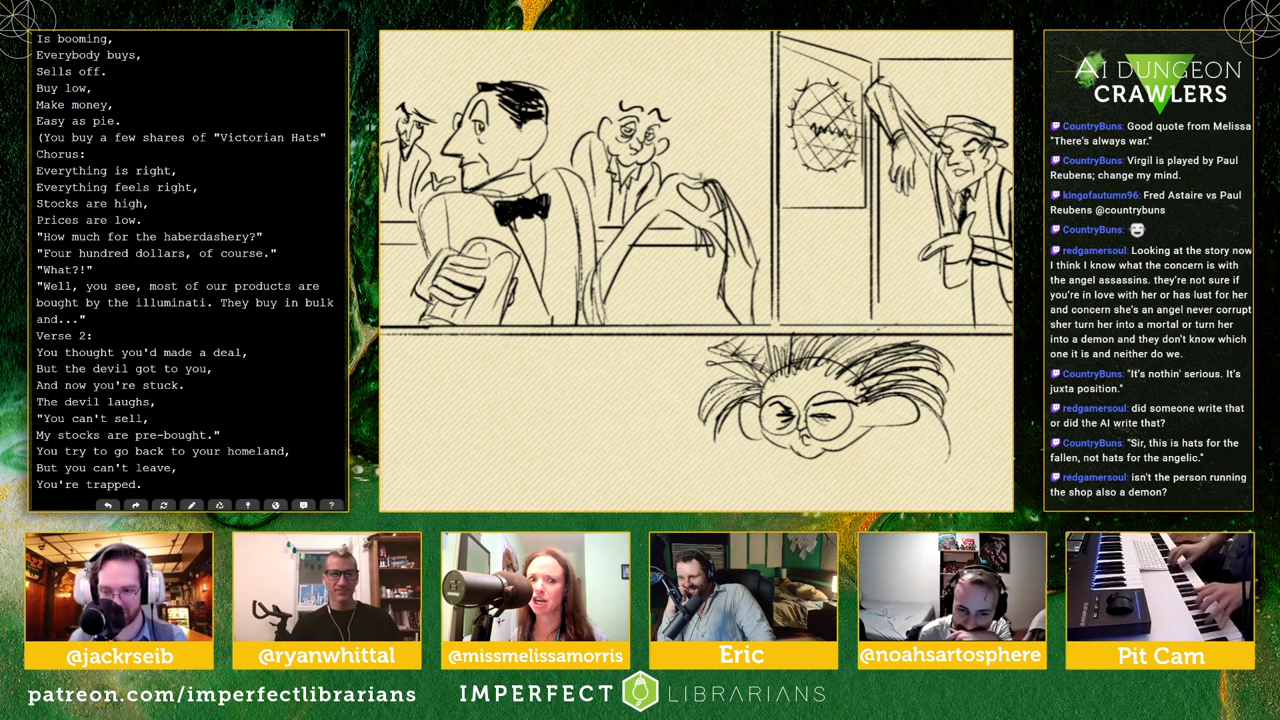 Is booming,
Everybody buys,
Sells off.
Buy low,
Make money,
Easy as pie.
(You buy a few shares of "Victorian Hats"
Chorus:
Everything is right,
Everything feels right,
Stocks are high,
Prices are low.
"How much for the haberdashery?"
"Four hundred dollars, of course."
"What?!"
"Well, you see, most of our products are
bought by the illuminati. They buy in bulk
and..."
Verse 2:
You thought you'd made a deal,
But the devil got to you,
And now you're stuck.
The devil laughs,
"You can't sell,
My stocks are pre-bought."
You try to go back to your homeland,
But you can't leave,
You're trapped.
?
AI DUNGEON
CRAWLERS
CountryBuns: Good quote from Melissa
"There's always war."
CountryBuns: Virgil is played by Paul
Reubens; change my mind.
kingofautumn96: Fred Astaire vs Paul
Reubens @countrybuns
CountryBuns:
redgamersoul: Looking at the story now
I think I know what the concern is with
the angel assassins. they're not sure if
you're in love with her or has lust for her
and concern she's an angel never corrupt
sher turn her into a mortal or turn her
into a demon and they don't know which
one it is and neither do we.
CountryBuns: "It's nothin' serious. It's
juxta position."
redgamersoul: did someone write that
or did the AI write that?
CountryBuns: "Sir, this is hats for the
fallen, not hats for the angelic."
redgamersoul: isn't the person running
the shop also a demon?
@jackrseib
@ryanwhittal
@missmelissamorris
Eric
@noahsartosphere
Pit Cam
patreon.com/imperfectlibrarians
IMPERFECT LIBRARIANS